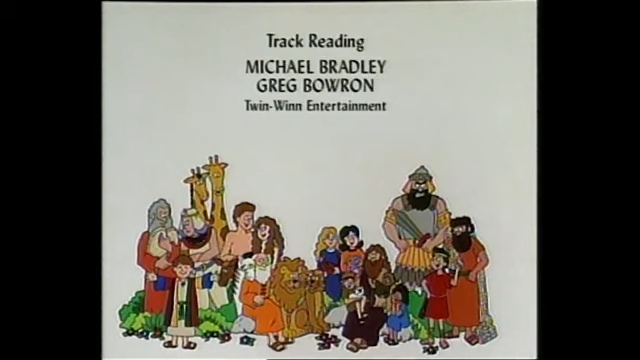 Track Reading
MICHAEL BRADLEY
GREG BOWRON
Twin-Winn Entertainment